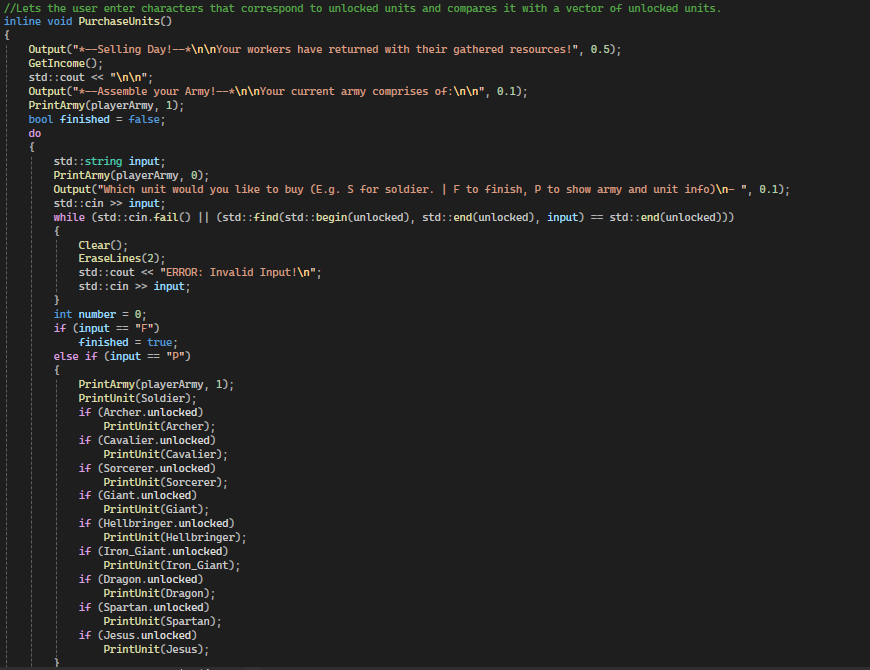 //Lets the user enter characters that correspond to unlocked units and compares it with a vector of unlocked units.
inline void PurchaseUnits()
{
Output("*--Selling Day!--*\n\nYour workers have returned with their gathered resources!", 0.5);
GetIncome();
std::cout << "\n\n";
Output("*--Assemble your Army!--*\n\nYour current army comprises of:\n\n", 0.1);
PrintArmy(playerArmy, 1);
bool finished = false;
do
{
std::string input;
PrintArmy(playerArmy, 0);
Output("Which unit would you like to buy (E.g. S for soldier. | F to finish, P to show army and unit info)\n- ", 0.1);
std::cin >> input;
while (std::cin.fail() || (std::find(std::begin(unlocked), std::end(unlocked), input) == std::end(unlocked)))
{
Clear();
EraseLines(2);
std::cout << "ERROR: Invalid Input!\n";
std::cin >> input;
}
int number = 0;
if (input == "F")
finished = true;
else if (input == "P")
{
PrintArmy(playerArmy, 1);
PrintUnit(Soldier);
if (Archer.unlocked)
PrintUnit(Archer);
if (Cavalier.unlocked)
PrintUnit(Cavalier);
if (Sorcerer.unlocked)
PrintUnit(Sorcerer);
if (Giant.unlocked)
PrintUnit(Giant);
if (Hellbringer.unlocked)
PrintUnit(Hellbringer);
if (Iron_Giant.unlocked)
PrintUnit(Iron_Giant);
if (Dragon.unlocked)
PrintUnit(Dragon);
if (Spartan.unlocked)
PrintUnit(Spartan);
if (Jesus.unlocked)
PrintUnit(Jesus);
}